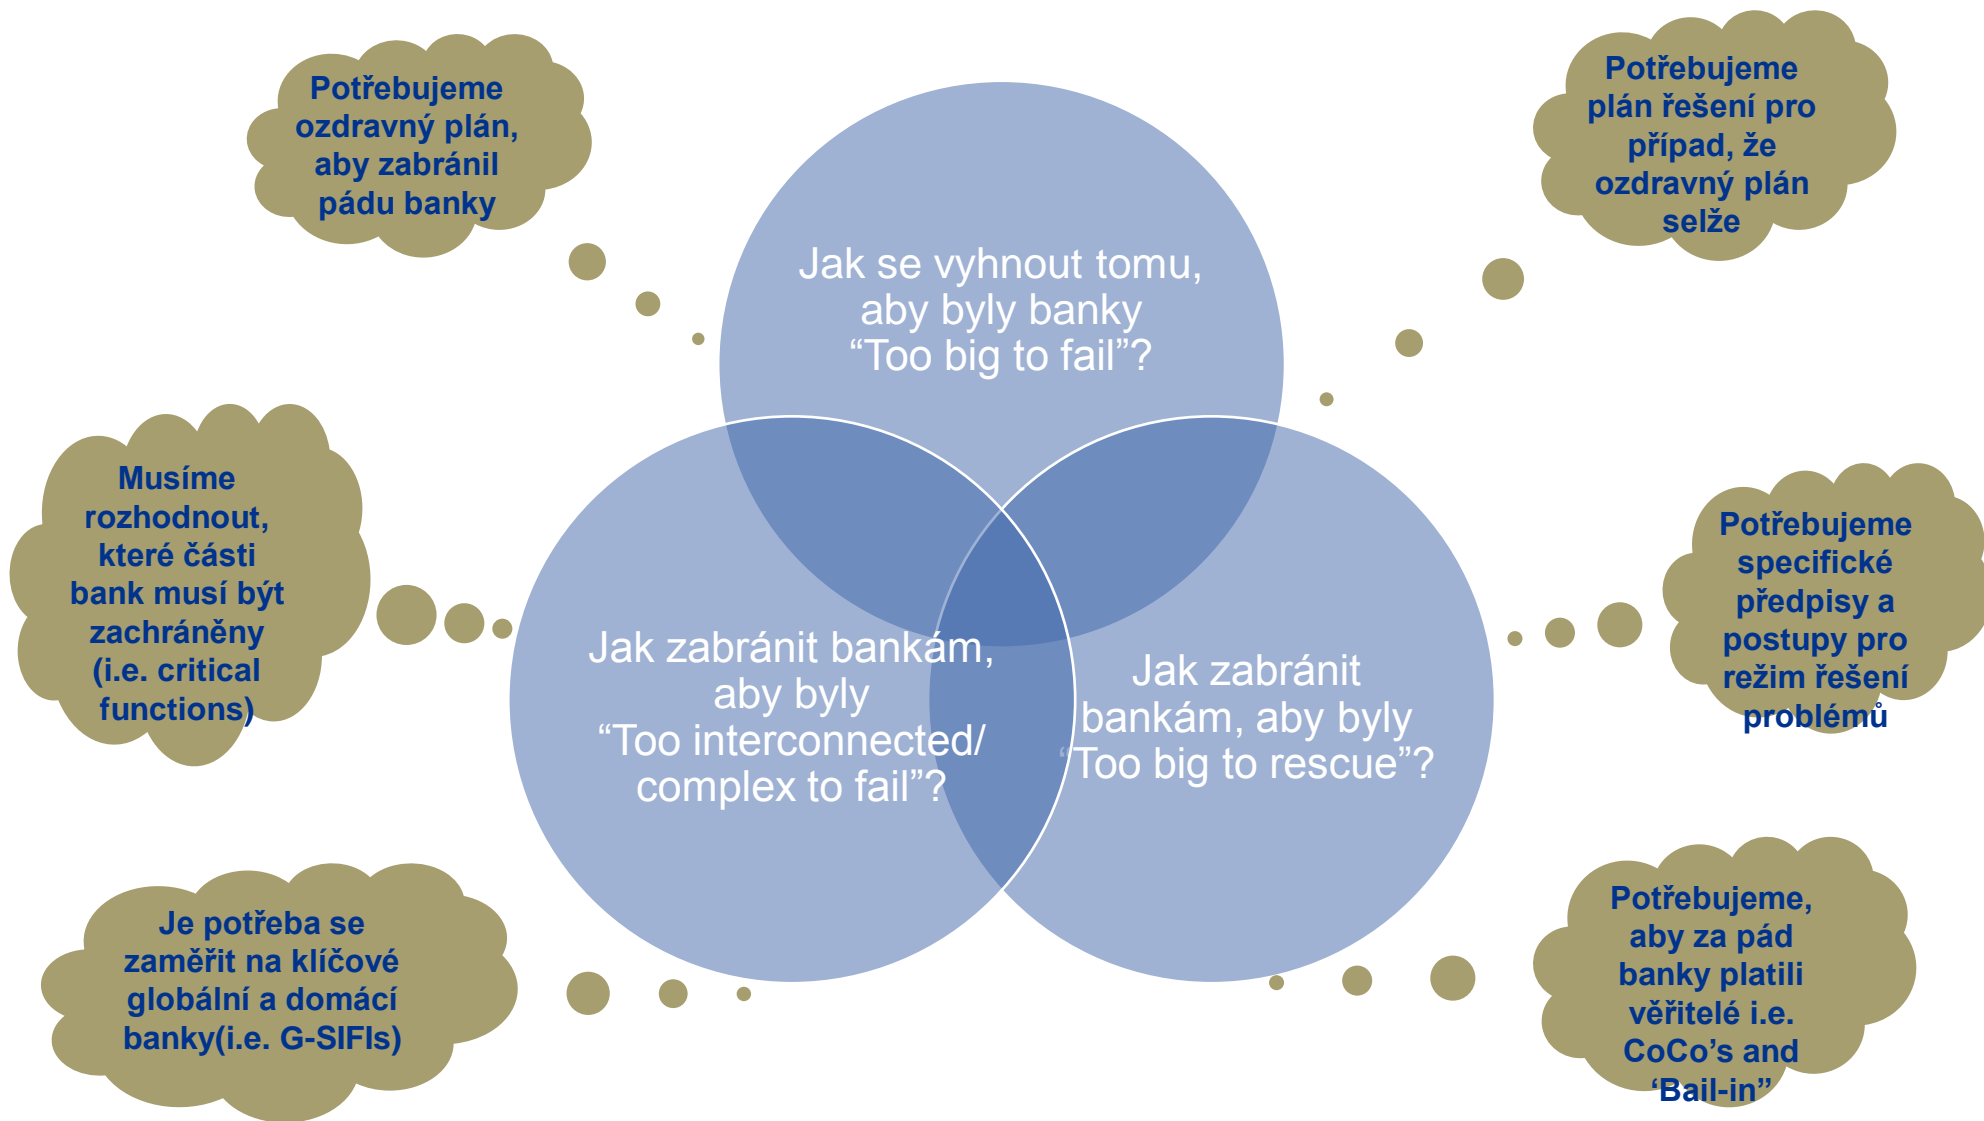 Potřebujeme
ozdravný plán,
aby zabránil
pádu banky
Potřebujeme
plán řešení pro
případ, že
ozdravný plán
selže
Jak se vyhnout tomu,
aby byly banky
“Too big to fail”?
Musíme
rozhodnout,
které části
bank musí být
zachráněny
(i.e. critical
functions)
Potřebujeme
specifické
předpisy a
postupy pro
režim řešení
problémů
Jak zabránit bankám,
aby byly
“Too interconnected/
complex to fail”?
Jak zabránit
bankám, aby byly
“Too big to rescue”?
Je potřeba se
zaměřit na klíčové
globální a domácí
banky(i.e. G-SIFIs)
Potřebujeme,
aby za pád
banky platili
věřitelé i.e.
CoCo’s and
‘Bail-in”